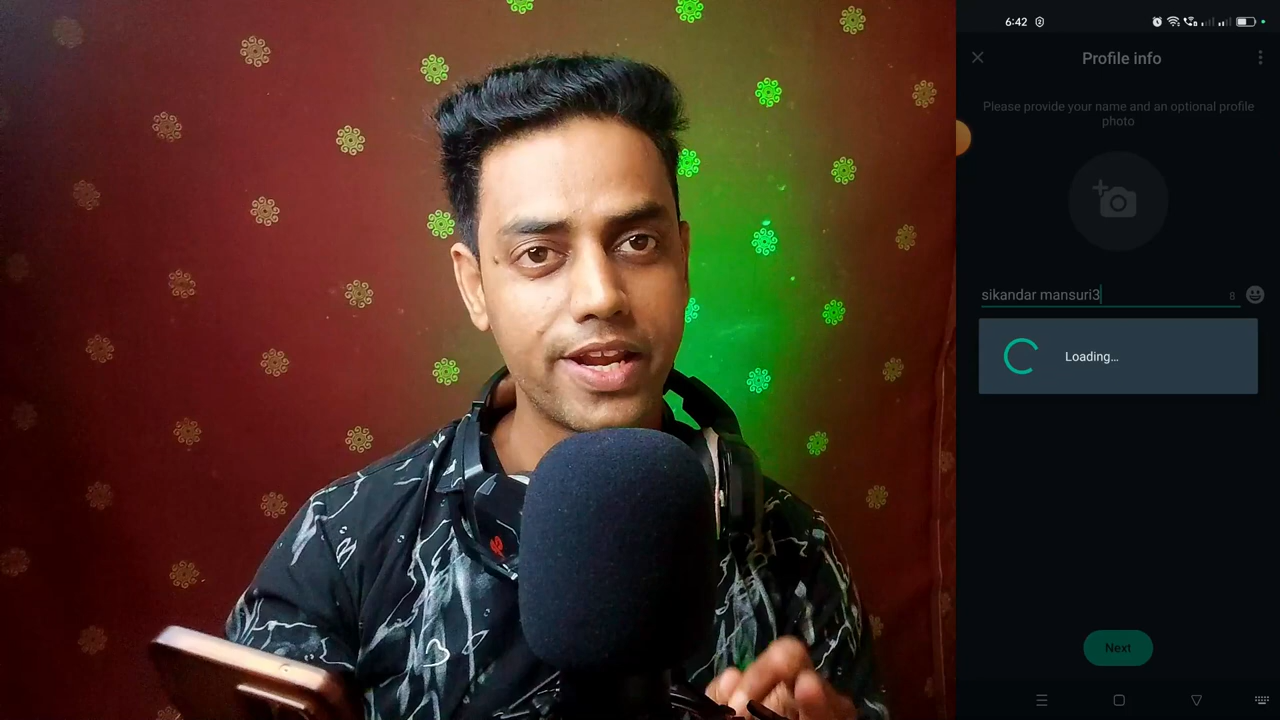 6:42
Profile info
Please provide your name and an optional profile
photo
sikandar mansuri3
8
Loading...
Next